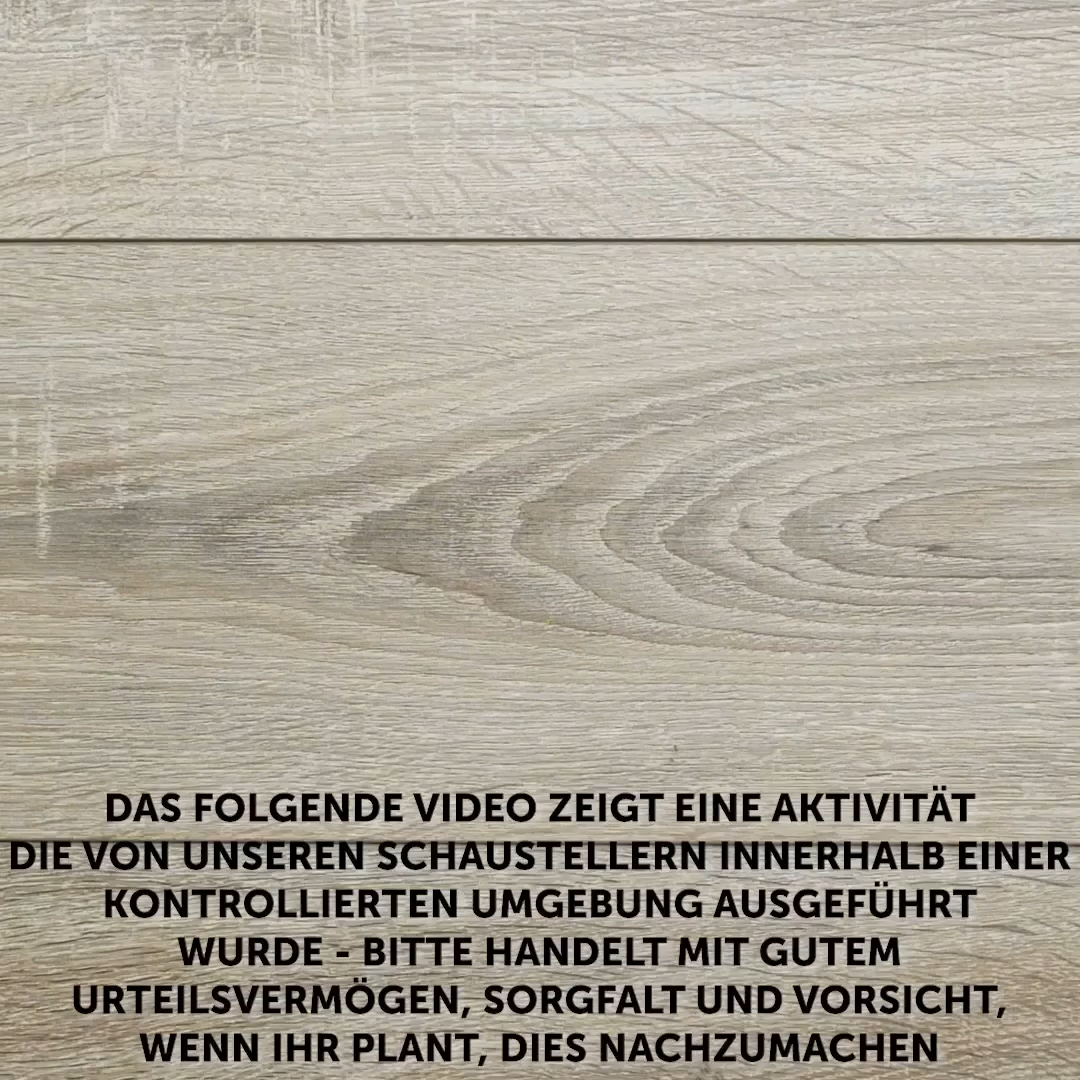 DAS FOLGENDE VIDEO ZEIGT EINE AKTIVITÄT
DIE VON UNSEREN SCHAUSTELLERN INNERHALB EINER
KONTROLLIERTEN UMGEBUNG AUSGEFÜHRT
WURDE - BITTE HANDELT MIT GUTEM
URTEILSVERMÖGEN, SORGFALT UND VORSICHT,
WENN IHR PLANT, DIES NACHZUMACHEN